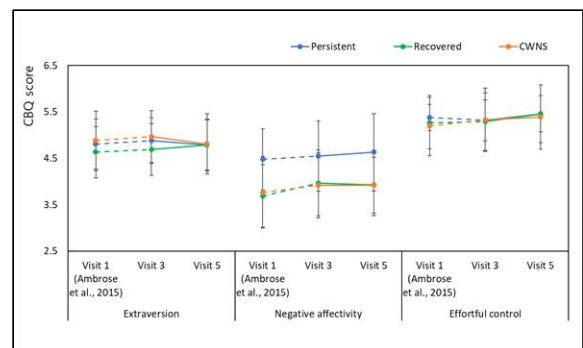 Persistent Recovered CWNS
CBQ score
6.5
5.5
4.5
3.5
2.5
Visit 1 Visit 3 Visit 5 Visit 1 Visit 3 Visit 5 Visit 1 Visit 3 Visit 5
(Ambrose (Ambrose (Ambrose
et al., 2015) et al., 2015) et al., 2015)
Extraversion Negative affectivity Effortful control